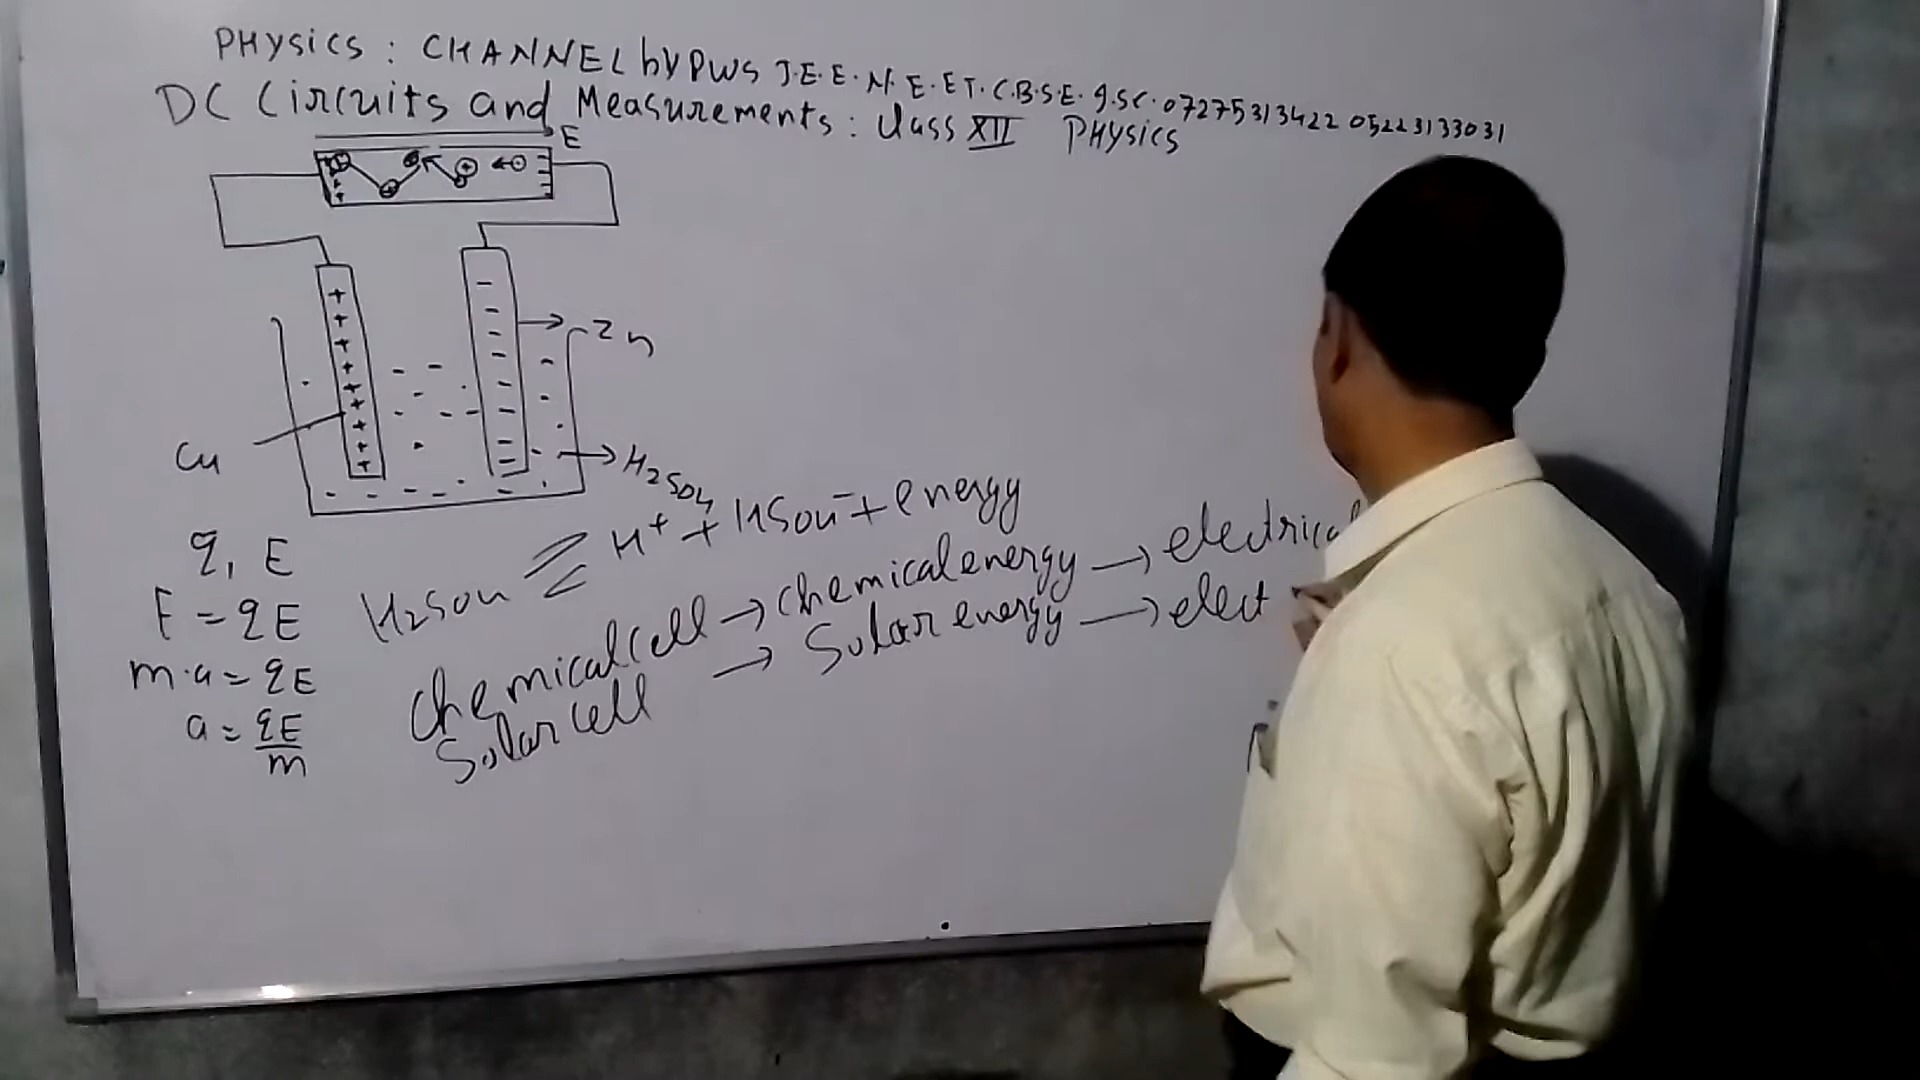 PHYSICS : CHANNEL by PWS J.E.E. N.E.ET. C.B.S.E. I.SC. 07275313422 05223133031
DC Circuits and Measurements : Class XII PHYSICS
E
Zn
Cu
H2SO4
q, E
F = qE
m.a = qE
a = qE/m
H2SO4 ⇌ H+ + HSO4- + energy
Chemical cell → Chemical energy → electrical
Solar cell → Solar energy → elect